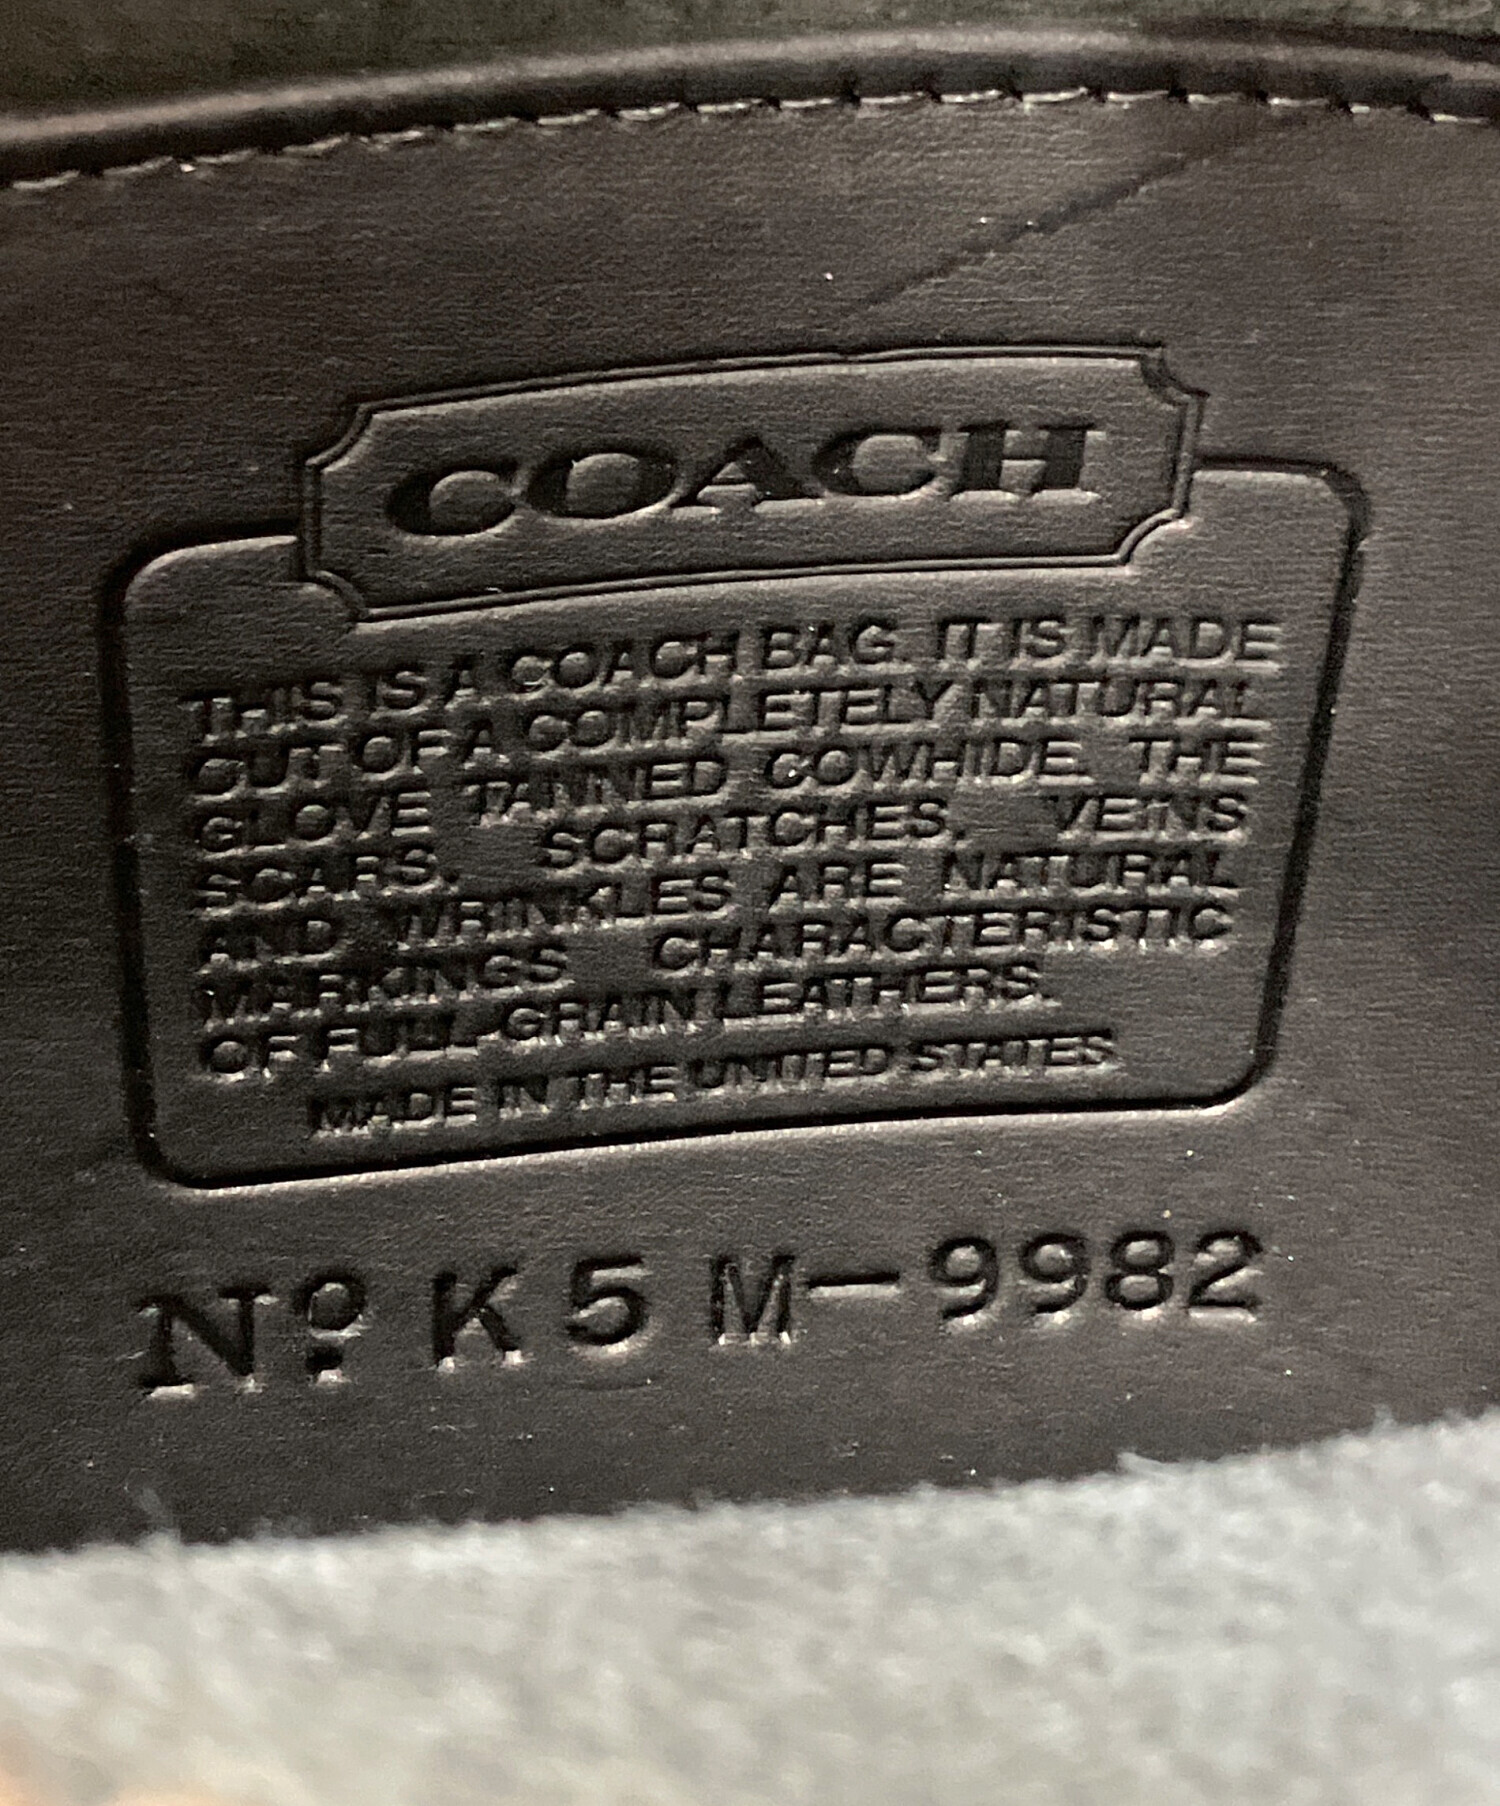 COACH
THIS IS A COACH BAG. IT IS MADE
OUT OF A COMPLETELY NATURAL
GLOVE TANNED COWHIDE. THE
SCARS, SCRATCHES, VEINS
AND WRINKLES ARE NATURAL
MARKINGS CHARACTERISTIC
OF FULL GRAIN LEATHERS.
MADE IN THE UNITED STATES
Nº K5M-9982